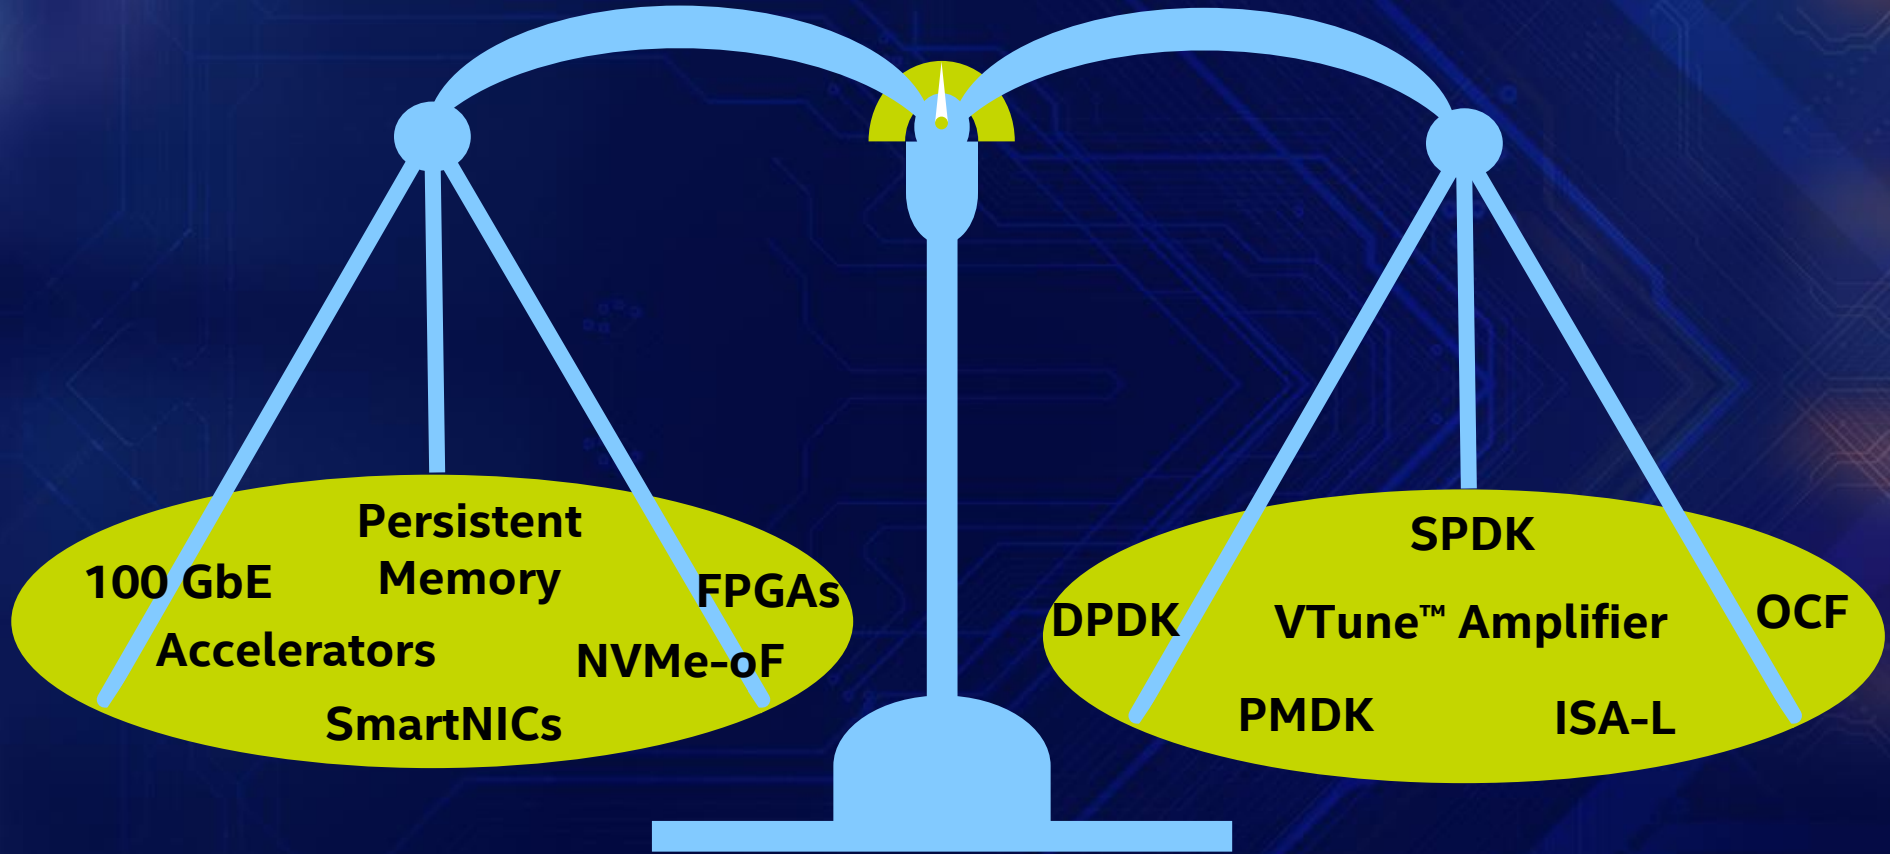 Persistent
Memory
100 GbE
FPGAs
Accelerators
NVMe-oF
SmartNICs
SPDK
DPDK
VTune™ Amplifier
OCF
PMDK
ISA-L